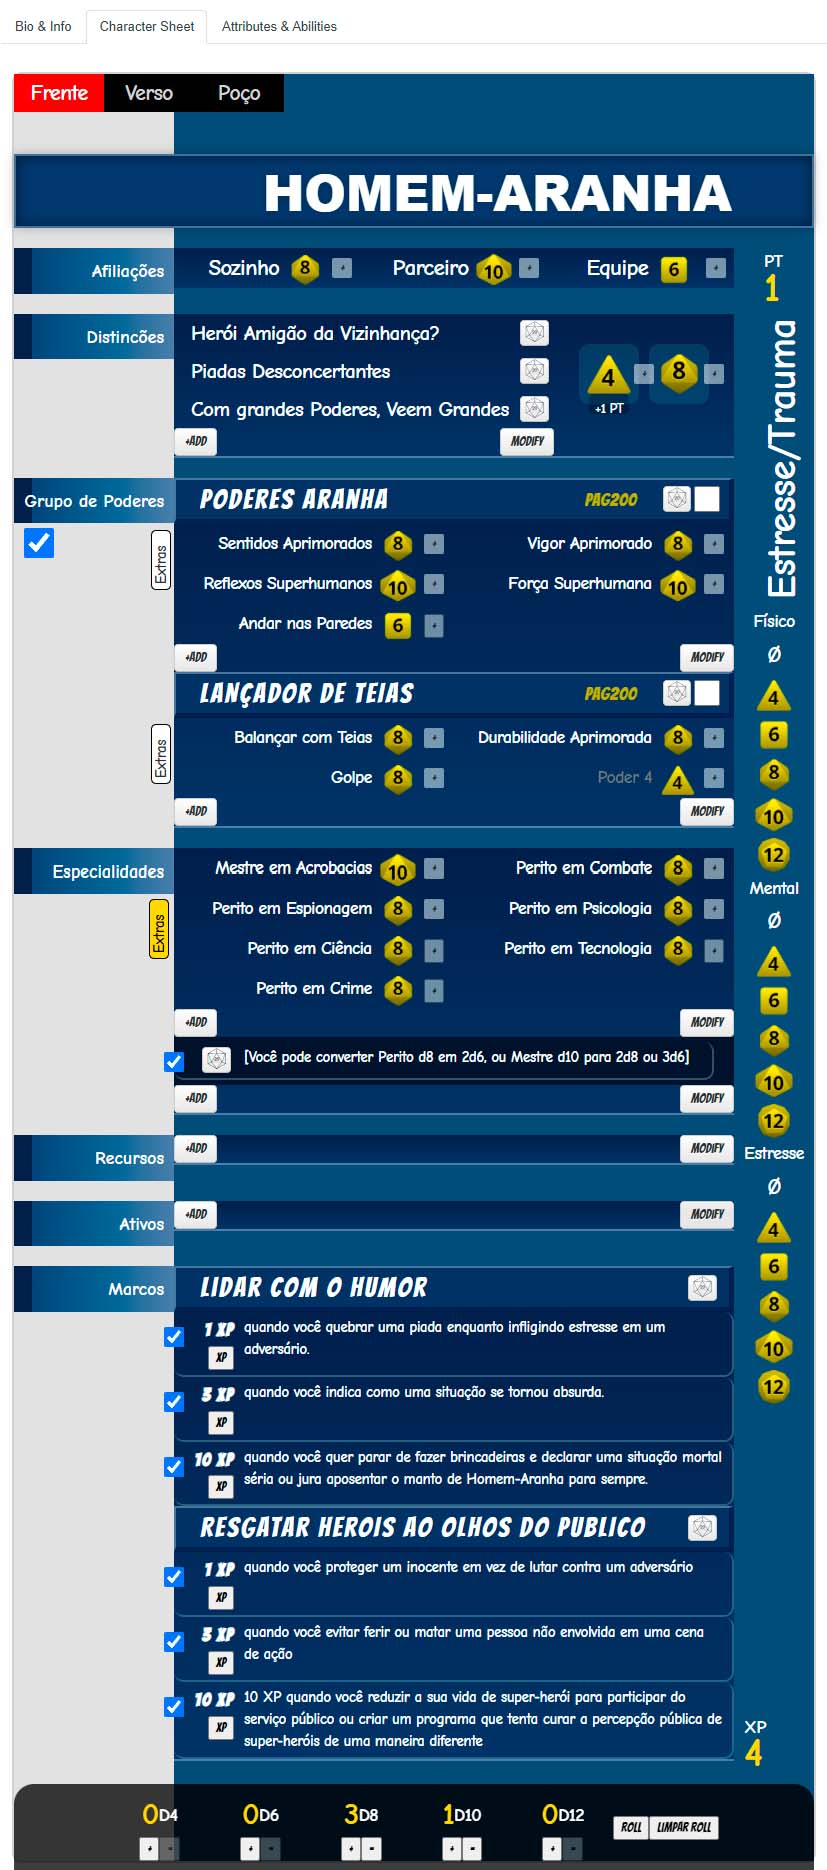 Bio & Info Character Sheet Attributes & Abilities
Frente Verso Poço
HOMEM-ARANHA
Afiliações Sozinho 8 + Parceiro 10 + Equipe 6 +
PT
1
Estresse/Trauma
Distincões
Herói Amigão da Vizinhança?
Piadas Desconcertantes
Com grandes Poderes, Veem Grandes
4 + 8 +
+1 PT
+ADD MODIFY
Grupo de Poderes
PODERES ARANHA PAG200
Extras
Sentidos Aprimorados 8 + Vigor Aprimorado 8 +
Reflexos Superhumanos 10 + Força Superhumana 10 +
Andar nas Paredes 6 +
+ADD MODIFY
LANÇADOR DE TEIAS PAG200
Extras
Balançar com Teias 8 + Durabilidade Aprimorada 8 +
Golpe 8 + Poder 4 4 +
+ADD MODIFY
Especialidades
Extras
Mestre em Acrobacias 10 + Perito em Combate 8 +
Perito em Espionagem 8 + Perito em Psicologia 8 +
Perito em Ciência 8 + Perito em Tecnologia 8 +
Perito em Crime 8 +
+ADD MODIFY
[Você pode converter Perito d8 em 2d6, ou Mestre d10 para 2d8 ou 3d6]
+ADD MODIFY
Recursos
+ADD MODIFY
Ativos
+ADD MODIFY
Marcos
LIDAR COM O HUMOR
1 XP quando você quebrar uma piada enquanto infligindo estresse em um
adversário.
XP
3 XP quando você indica como uma situação se tornou absurda.
XP
10 XP quando você quer parar de fazer brincadeiras e declarar uma situação mortal
séria ou jura aposentar o manto de Homem-Aranha para sempre.
XP
RESGATAR HEROIS AO OLHOS DO PUBLICO
1 XP quando você proteger um inocente em vez de lutar contra um adversário
XP
3 XP quando você evitar ferir ou matar uma pessoa não envolvida em uma cena
de ação
XP
10 XP 10 XP quando você reduzir a sua vida de super-herói para participar do
serviço público ou criar um programa que tenta curar a percepção pública de
super-heróis de uma maneira diferente
XP
Físico
Ø
4
6
8
10
12
Mental
Ø
4
6
8
10
12
Estresse
Ø
4
6
8
10
12
XP
4
0D4 0D6 3D8 1D10 0D12 ROLL LIMPAR ROLL
+ - + - + - + - + -